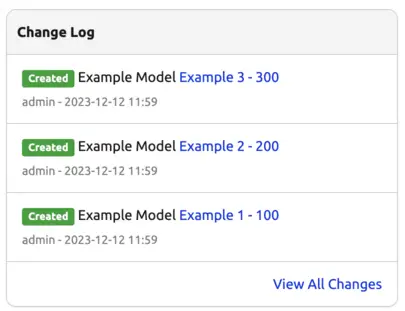 Change Log
Created Example Model Example 3 - 300
admin - 2023-12-12 11:59
Created Example Model Example 2 - 200
admin - 2023-12-12 11:59
Created Example Model Example 1 - 100
admin - 2023-12-12 11:59
View All Changes